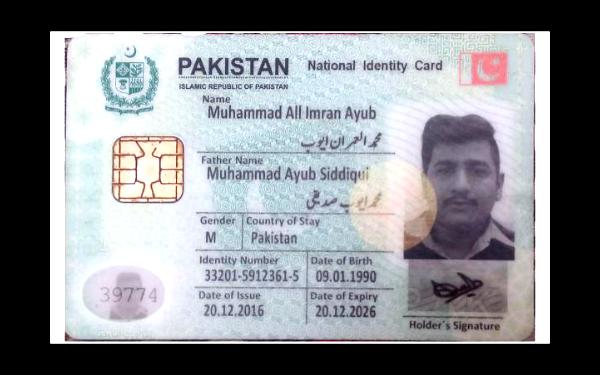 PAKISTAN National Identity Card
ISLAMIC REPUBLIC OF PAKISTAN
Name
Muhammad All Imran Ayub
محمد العمران ایوب
Father Name
Muhammad Ayub Siddiqui
محمد ایوب صدیقی
Gender Country of Stay
M Pakistan
Identity Number Date of Birth
33201-5912361-5 09.01.1990
Date of Issue Date of Expiry
20.12.2016 20.12.2026
39774
Holder's Signature